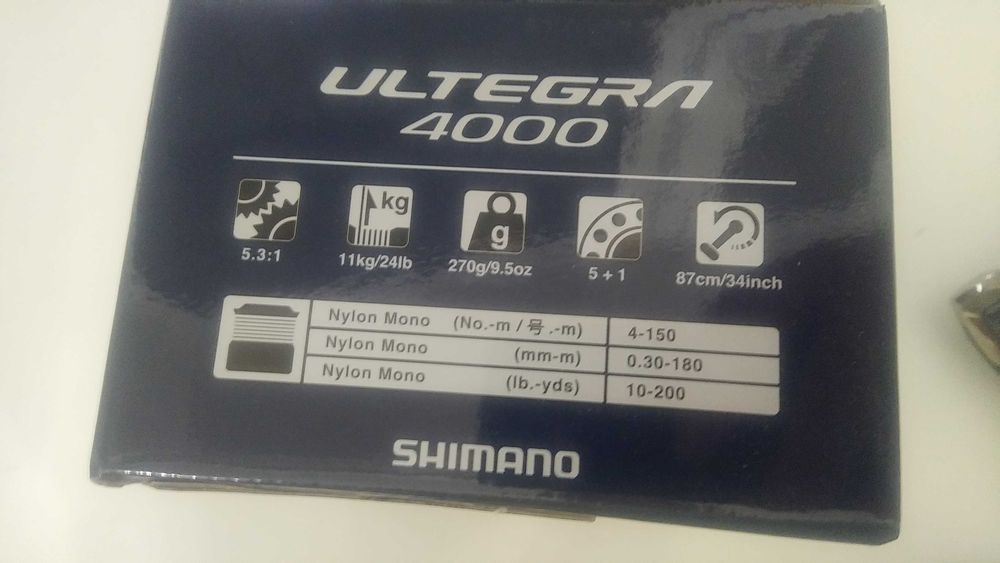 ULTEGRA
4000
kg
g
5.3:1
11kg/24lb
270g/9.5oz
5 + 1
87cm/34inch
Nylon Mono (No.-m / 号.-m) 4-150
Nylon Mono (mm-m) 0.30-180
Nylon Mono (lb.-yds) 10-200
SHIMANO